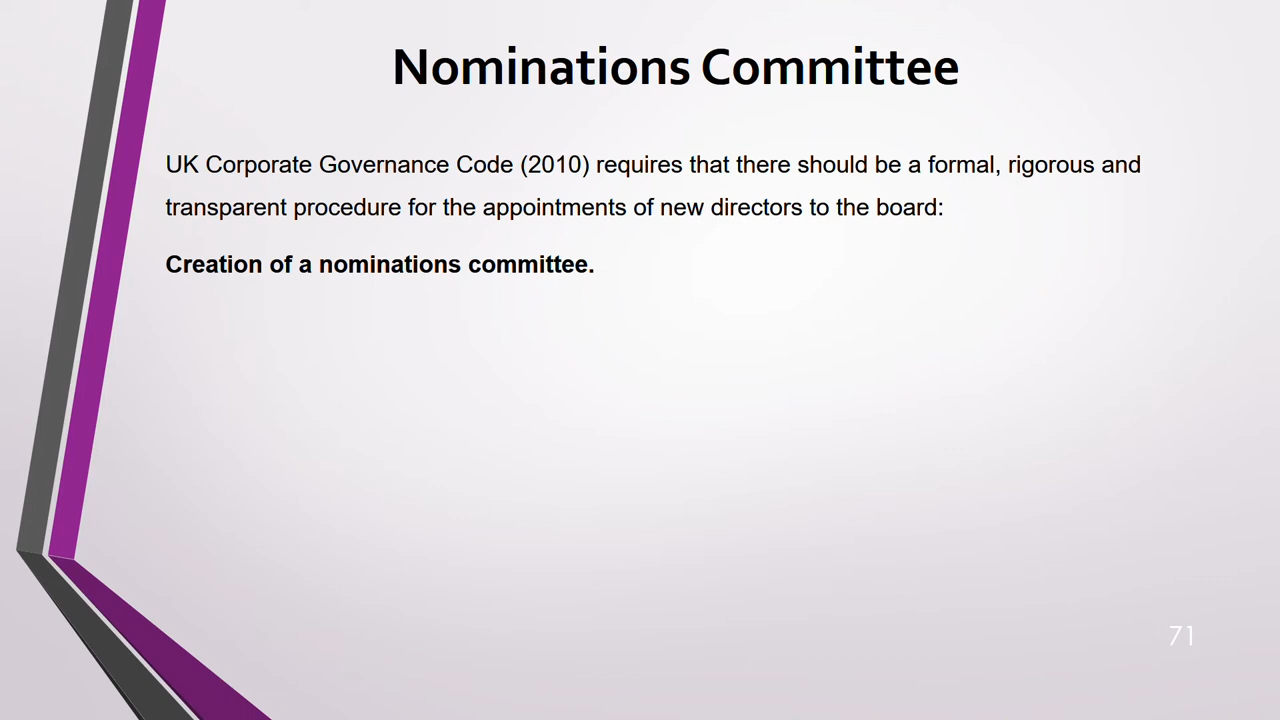 Nominations Committee
UK Corporate Governance Code (2010) requires that there should be a formal, rigorous and
transparent procedure for the appointments of new directors to the board:
Creation of a nominations committee.
71